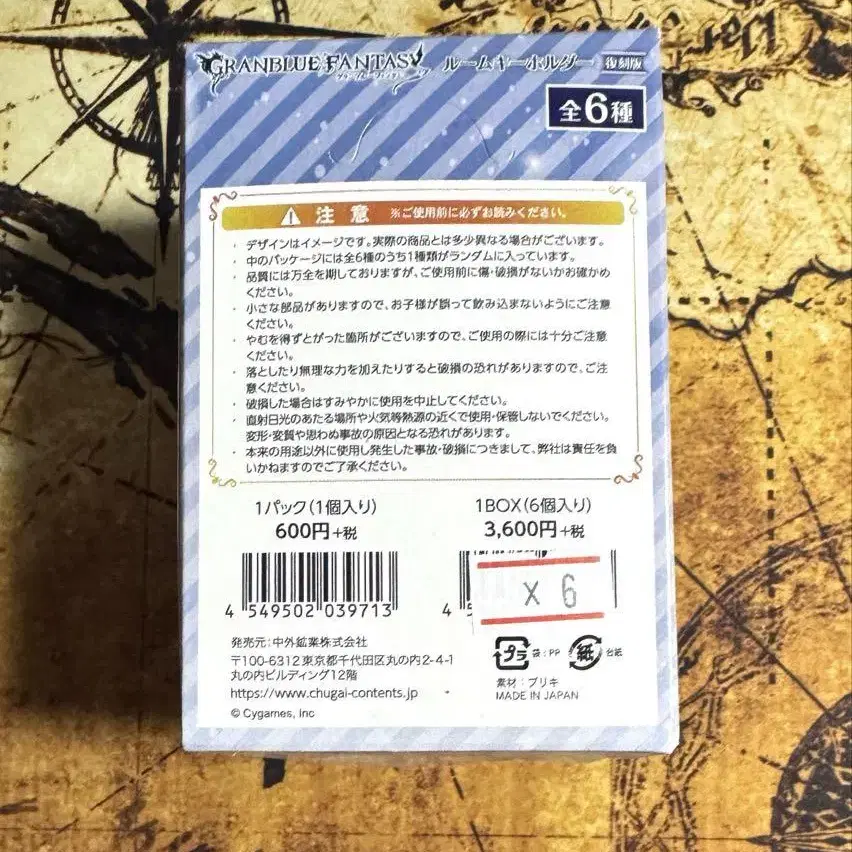 GRANBLUE FANTASY ルームキーホルダー 復刻版
グランブルーファンタジー
全6種
注意 ※ご使用前に必ずお読みください。
・デザインはイメージです。実際の商品とは多少異なる場合がございます。
・中のパッケージには全6種のうち1種類がランダムに入っています。
・品質には万全を期しておりますが、ご使用前に傷・破損がないかお確かめ
ください。
・小さな部品がありますので、お子様が誤って飲み込まないようにご注意
ください。
・やむを得ずとがった箇所がございますので、ご使用の際には十分ご注意
ください。
・落としたり無理な力を加えたりすると破損の恐れがありますので、ご注
意ください。
・破損した場合はすみやかに使用を中止してください。
・直射日光のあたる場所や火気等熱源の近くで使用・保管しないでください。
変形・変質や思わぬ事故の原因となる恐れがあります。
・本来の用途以外に使用し発生した事故・破損につきまして、弊社は責任を負
いかねますのでご了承ください。
1パック(1個入り)
600円+税
1BOX(6個入り)
3,600円+税
4 549502 039713
4
× 6
発売元:中外鉱業株式会社
〒100-6312 東京都千代田区丸の内2-4-1
丸の内ビルディング12階
https://www.chugai-contents.jp
© Cygames, Inc
プラ 袋:PP 紙 台紙
素材:ブリキ
MADE IN JAPAN